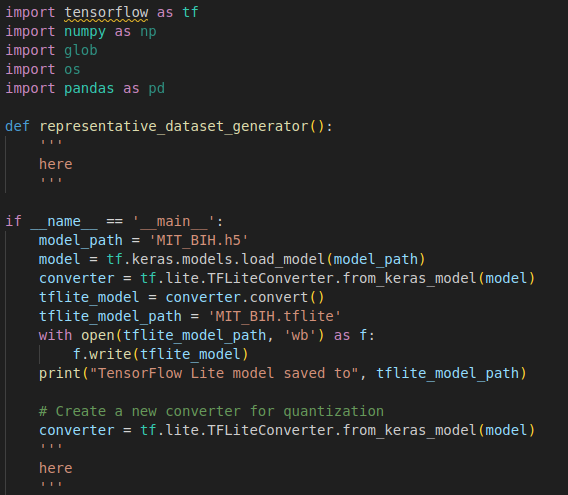 import tensorflow as tf
import numpy as np
import glob
import os
import pandas as pd
def representative_dataset_generator():
    '''
    here
    '''
if __name__ == '__main__':
    model_path = 'MIT_BIH.h5'
    model = tf.keras.models.load_model(model_path)
    converter = tf.lite.TFLiteConverter.from_keras_model(model)
    tflite_model = converter.convert()
    tflite_model_path = 'MIT_BIH.tflite'
    with open(tflite_model_path, 'wb') as f:
        f.write(tflite_model)
    print("TensorFlow Lite model saved to", tflite_model_path)
    # Create a new converter for quantization
    converter = tf.lite.TFLiteConverter.from_keras_model(model)
    '''
    here
    '''